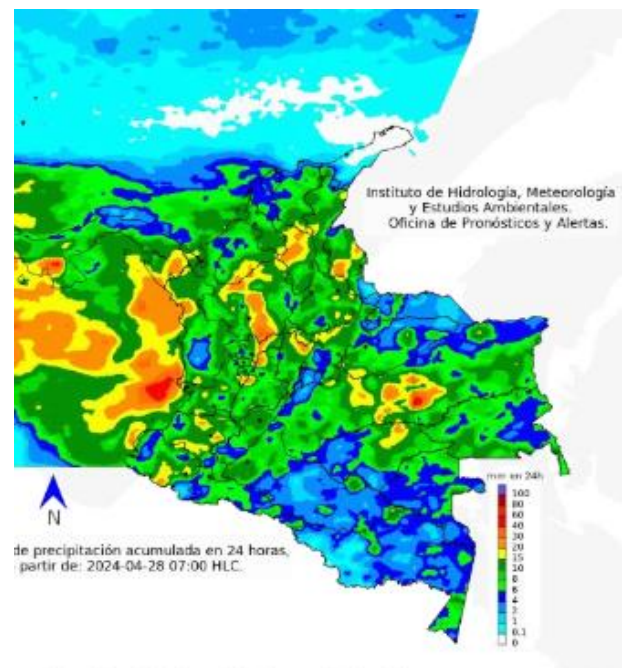 Instituto de Hidrología, Meteorología
y Estudios Ambientales.
Oficina de Pronósticos y Alertas.
mm en 24h
100
80
60
40
30
20
15
10
8
6
4
2
1
0.1
0
N
de precipitación acumulada en 24 horas,
partir de: 2024-04-28 07:00 HLC.